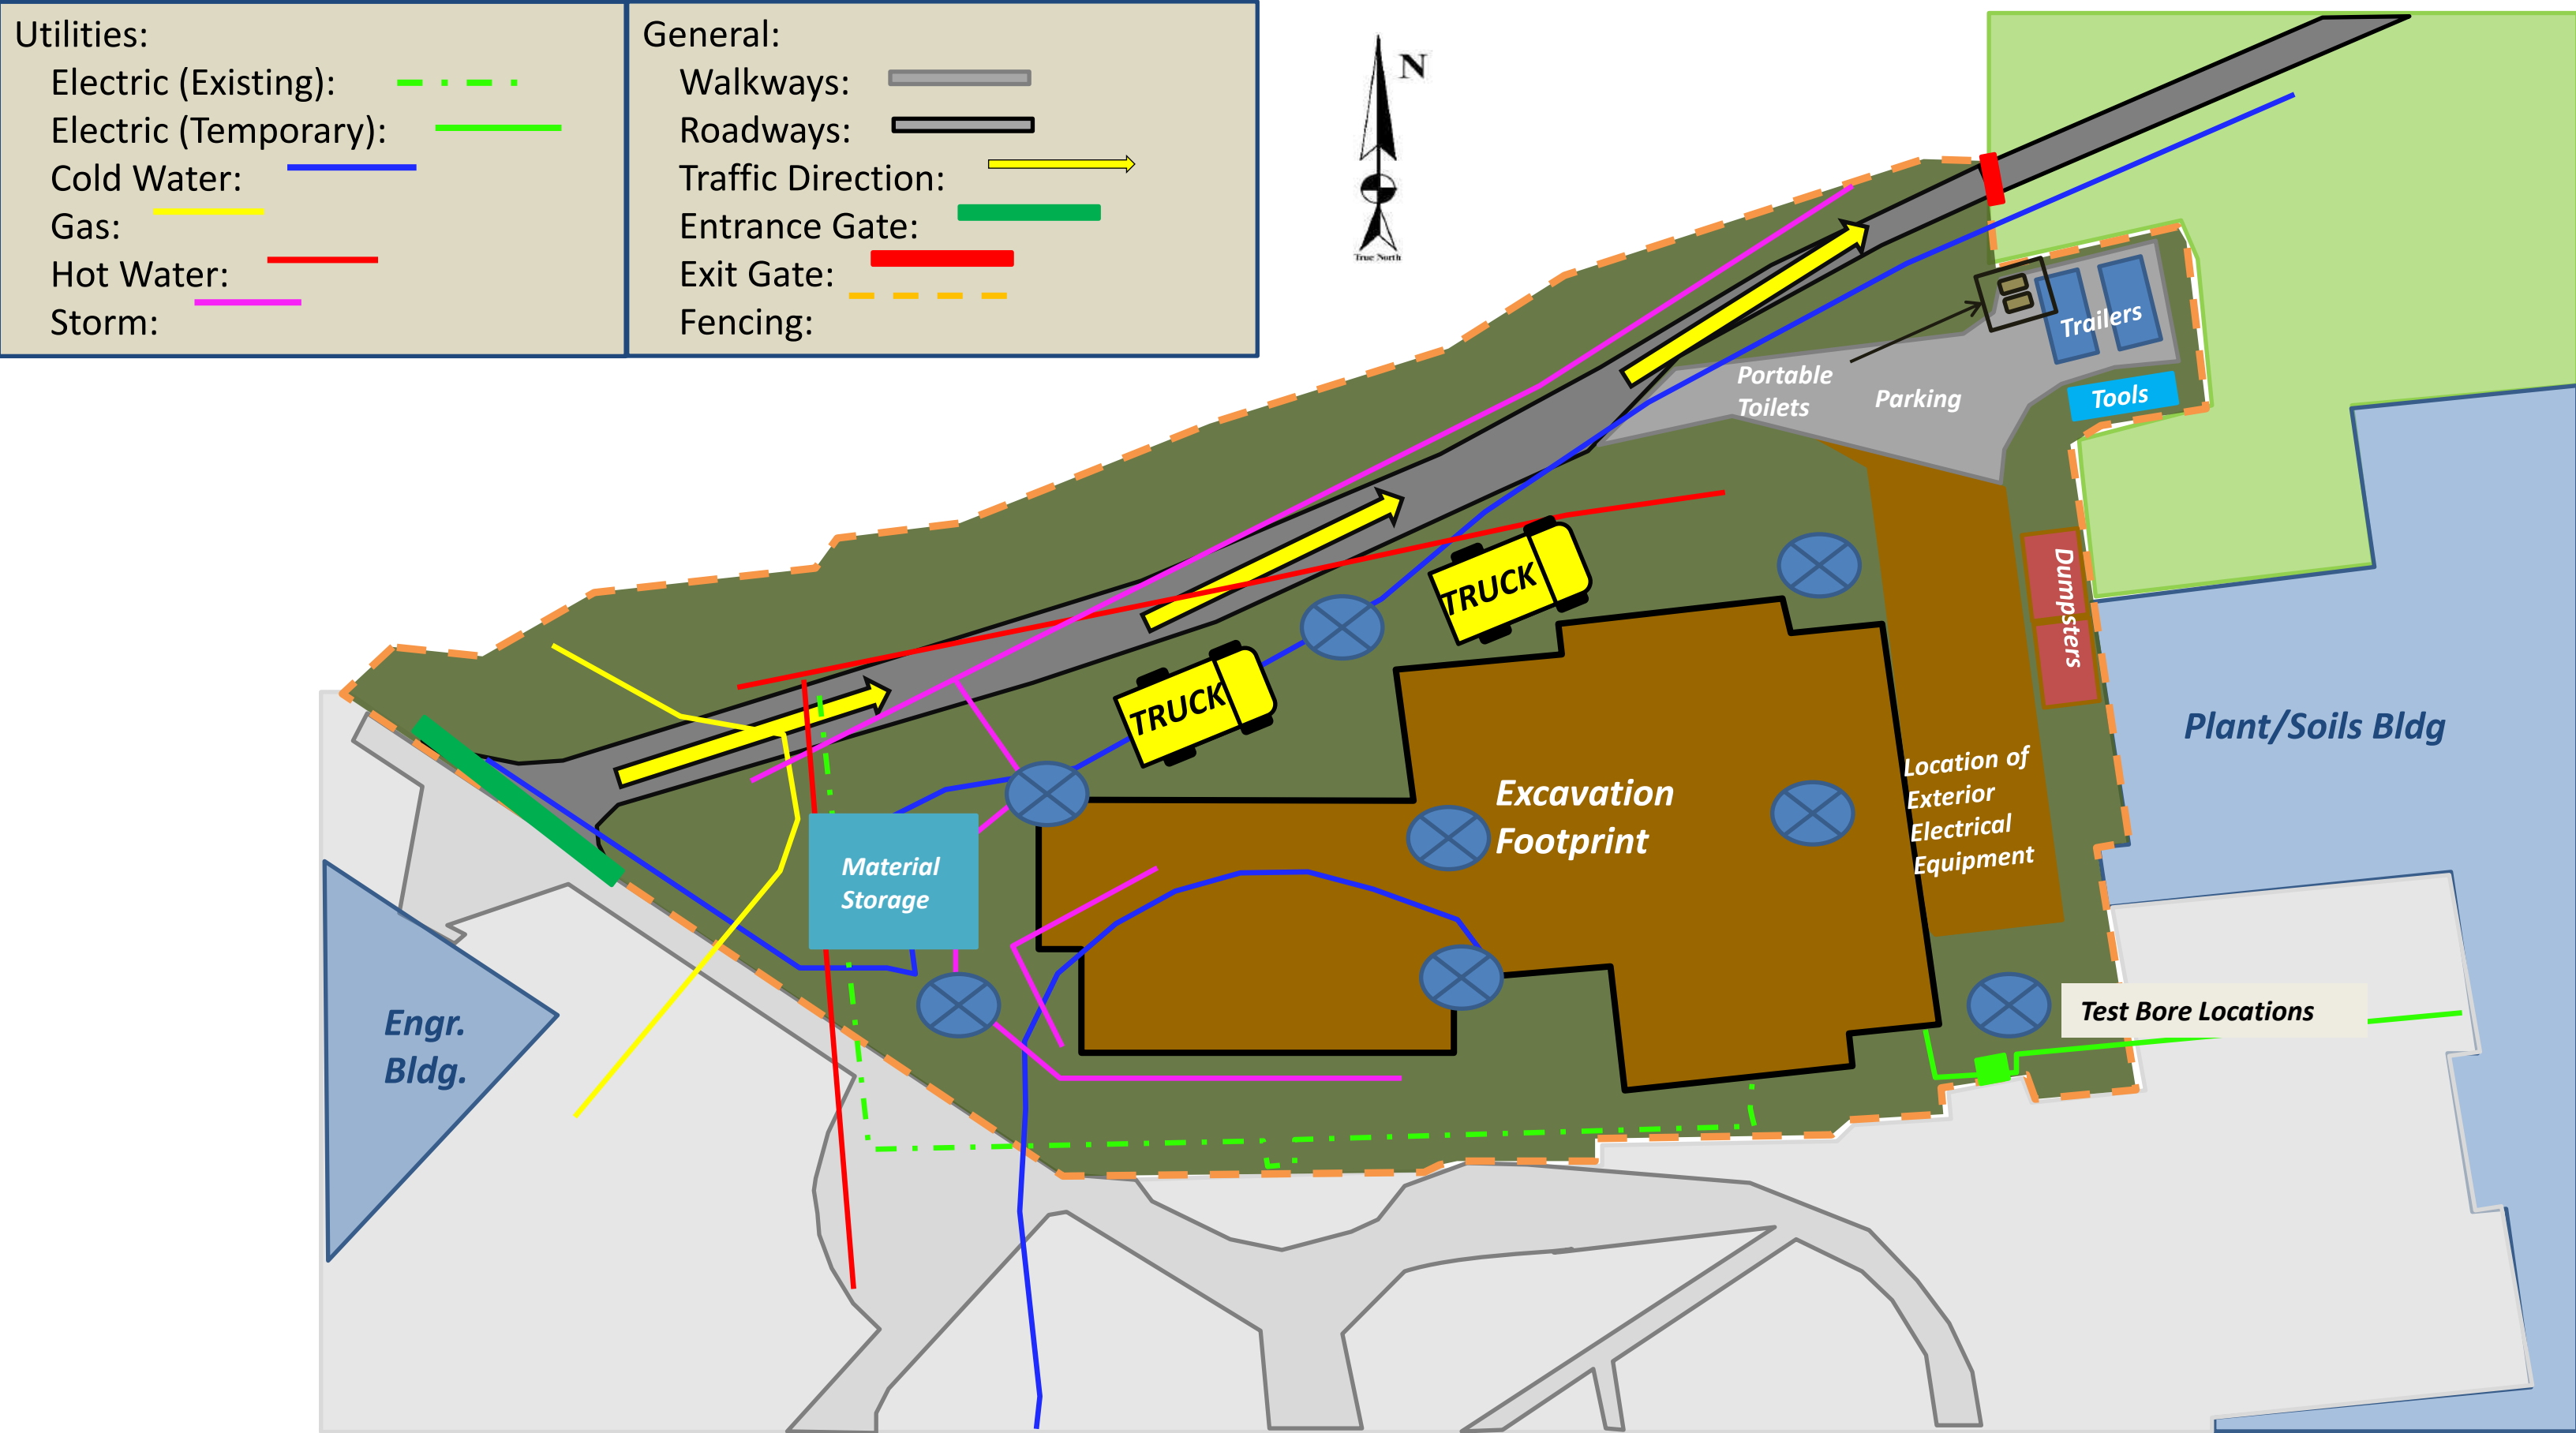 Utilities:
Electric (Existing):
Electric (Temporary):
Cold Water:
Gas:
Hot Water:
Storm:
General:
Walkways:
Roadways:
Traffic Direction:
Entrance Gate:
Exit Gate:
Fencing:
N
True North
Trailers
Portable
Toilets
Parking
Tools
TRUCK
TRUCK
Dumpsters
Plant/Soils Bldg
Excavation
Footprint
Location of
Exterior
Electrical
Equipment
Material
Storage
Engr.
Bldg.
Test Bore Locations